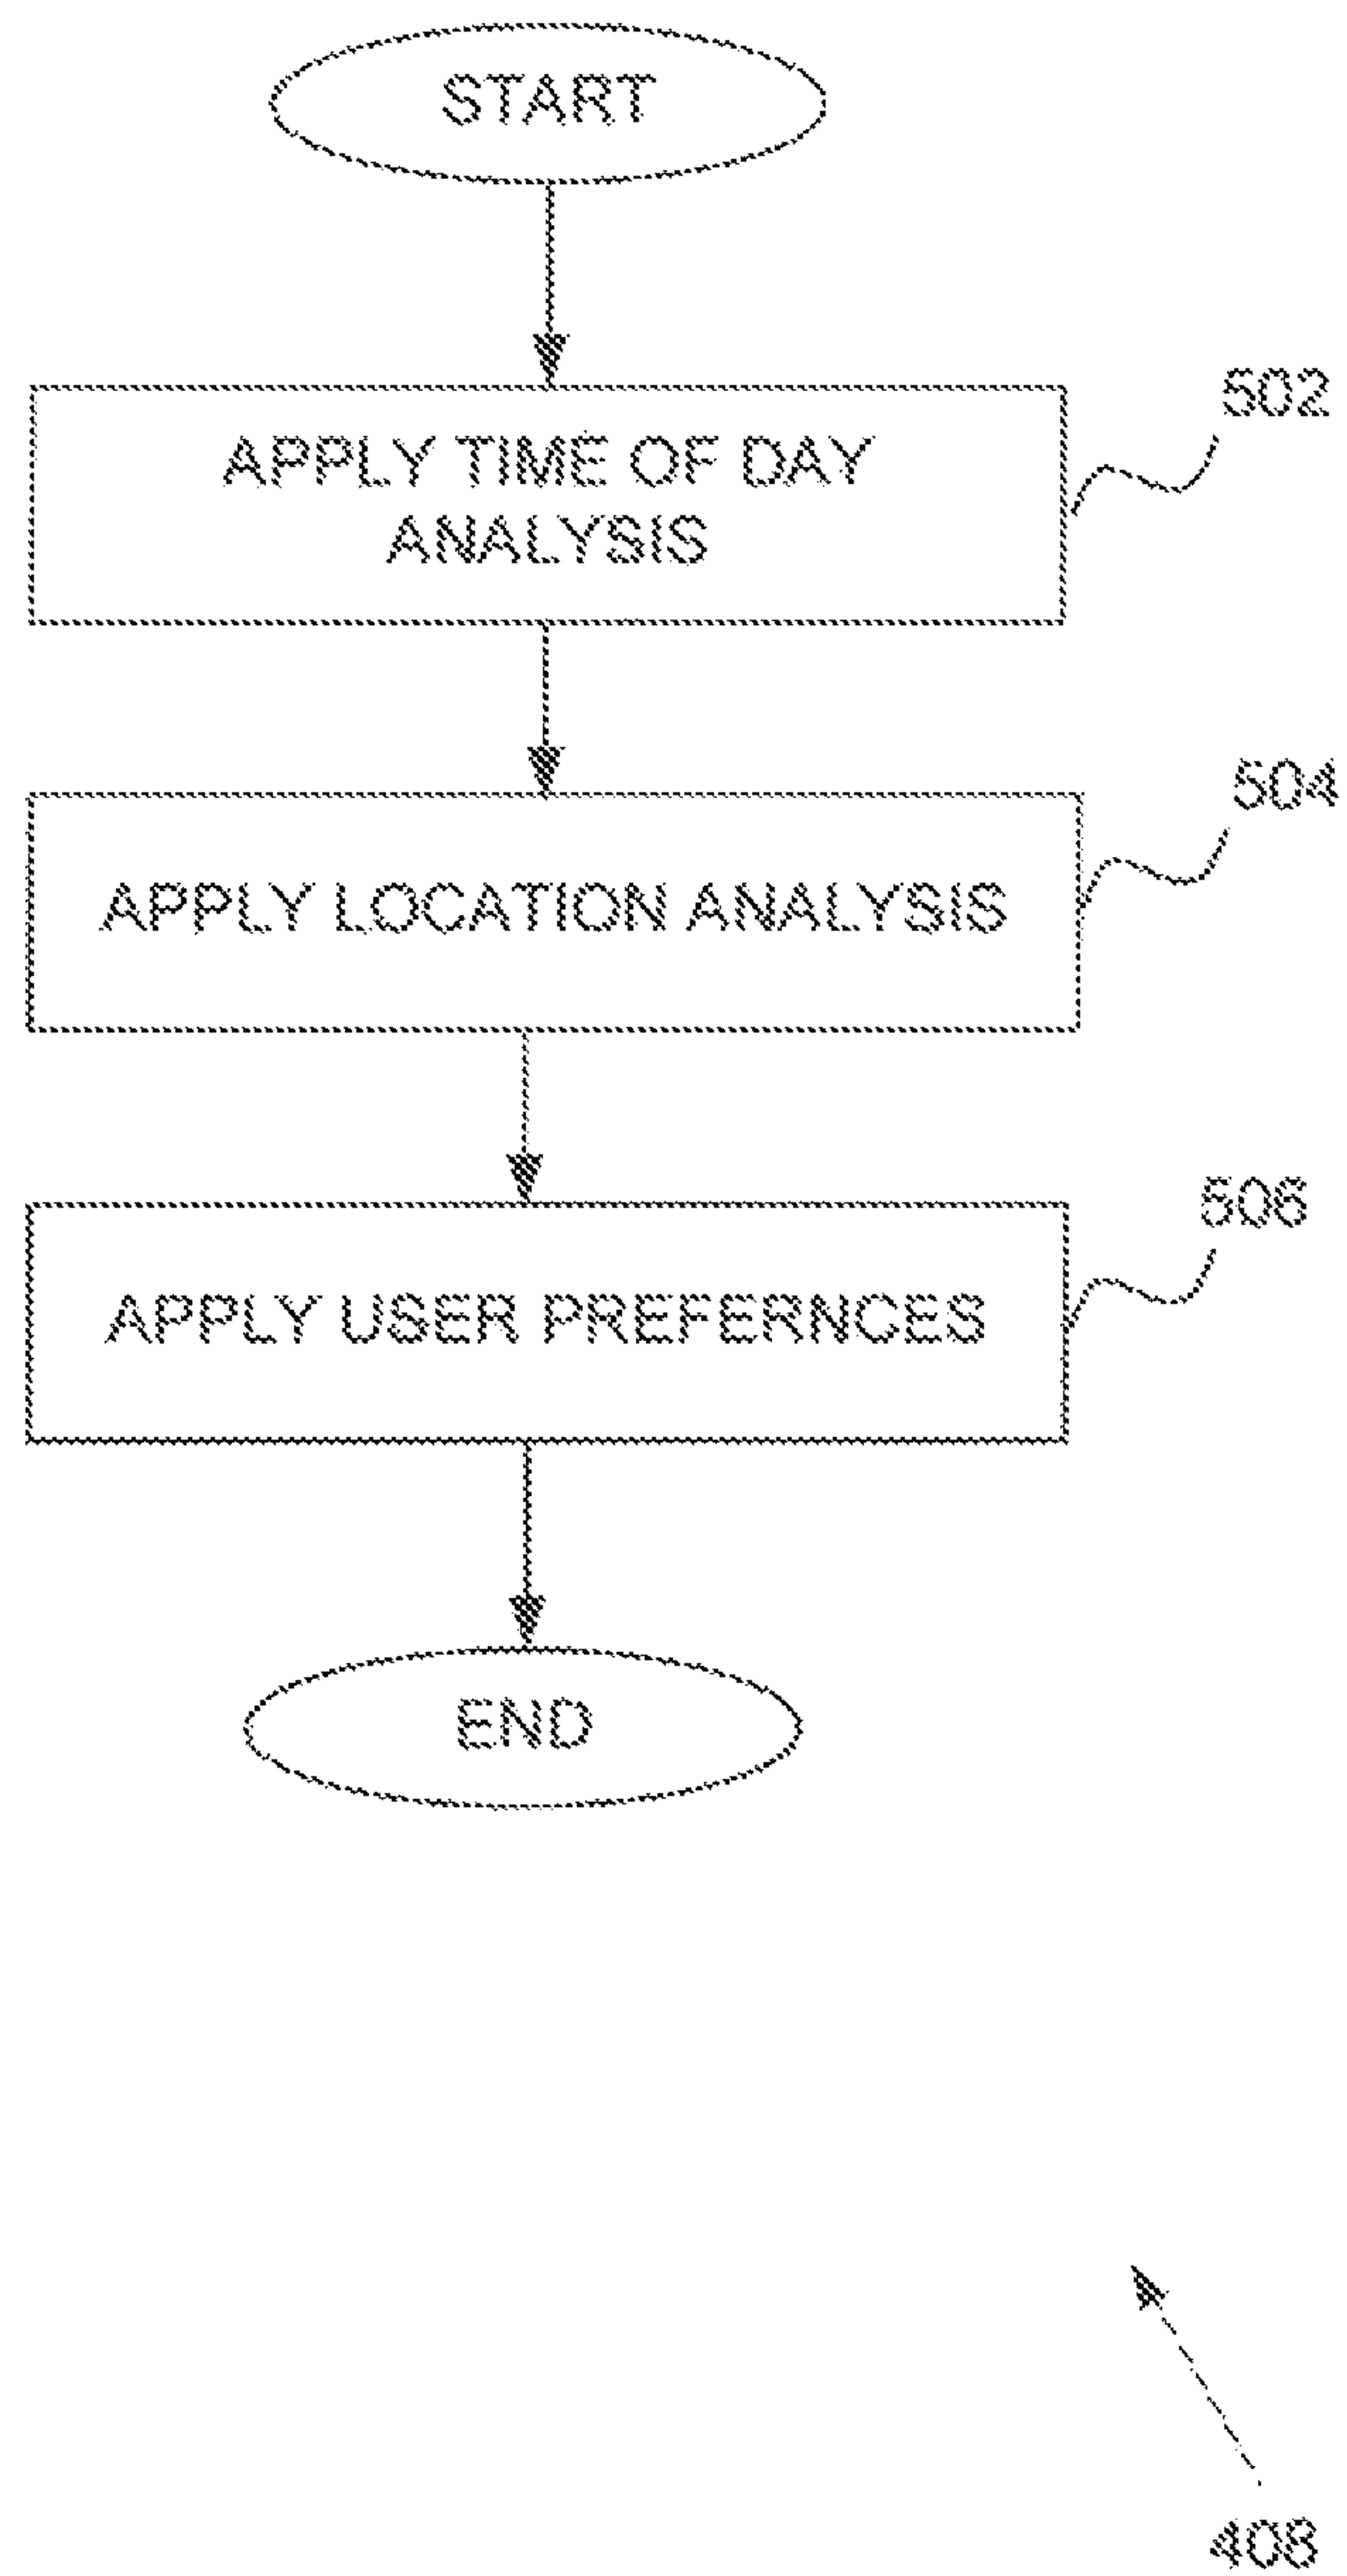 START
502
APPLY TIME OF DAY
ANALYSIS
504
APPLY LOCATION ANALYSIS
506
APPLY USER PREFERNCES
END
408